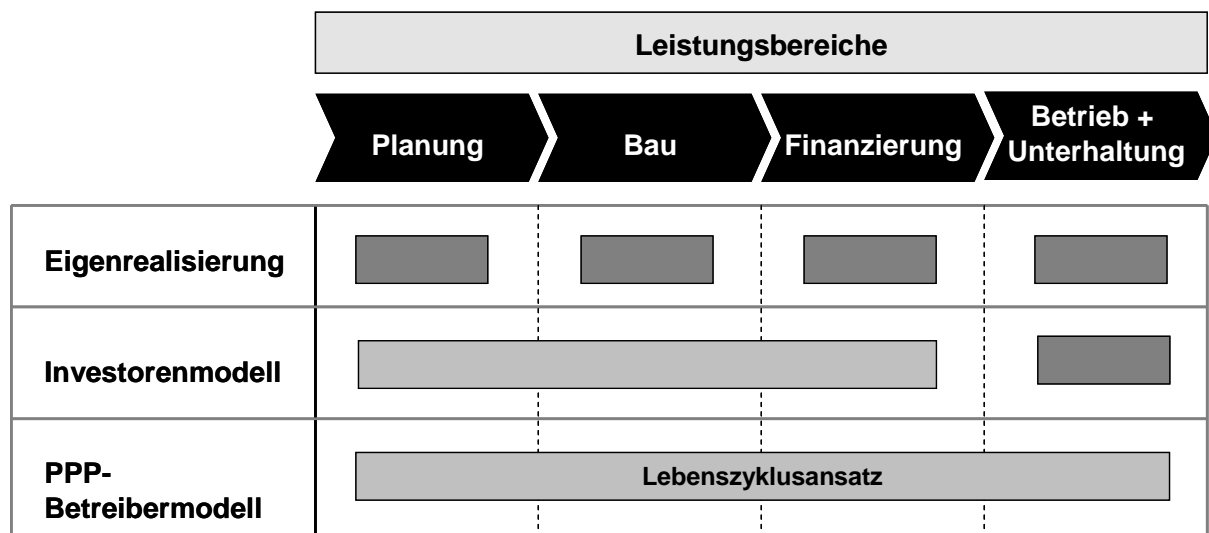 Leistungsbereiche
Planung
Bau
Finanzierung
Betrieb +
Unterhaltung
Eigenrealisierung
Investorenmodell
PPP-
Betreibermodell
Lebenszyklusansatz